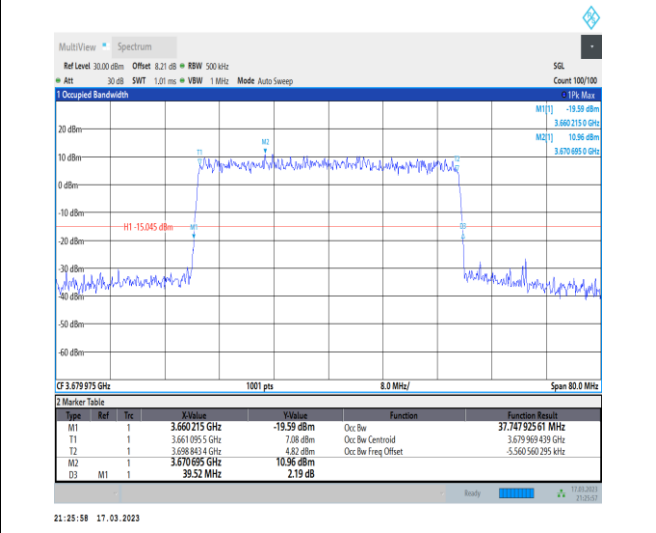 MultiView Spectrum
Ref Level 30.00 dBm Offset 8.21 dB RBW 500 kHz SGL
Att 30 dB SWT 1.01 ms VBW 1 MHz Mode Auto Sweep Count 100/100
1 Occupied Bandwidth 1Pk Max
M1[1] -19.59 dBm
3.660 215 0 GHz
M2[1] 10.96 dBm
3.670 695 0 GHz
20 dBm
M2
T1
T2
10 dBm
0 dBm
-10 dBm
H1 -15.045 dBm M1 D3
-20 dBm
-30 dBm
-40 dBm
-50 dBm
-60 dBm
CF 3.679 975 GHz 1001 pts 8.0 MHz/ Span 80.0 MHz
2 Marker Table
Type Ref Trc X-Value Y-Value Function Function Result
M1 1 3.660 215 GHz -19.59 dBm Occ Bw 37.747 925 61 MHz
T1 1 3.661 095 5 GHz 7.08 dBm Occ Bw Centroid 3.679 969 439 GHz
T2 1 3.698 843 4 GHz 4.82 dBm Occ Bw Freq Offset -5.560 560 295 kHz
M2 1 3.670 695 GHz 10.96 dBm
D3 M1 1 39.52 MHz 2.19 dB
Ready 17.03.2023
21:25:57
21:25:58 17.03.2023